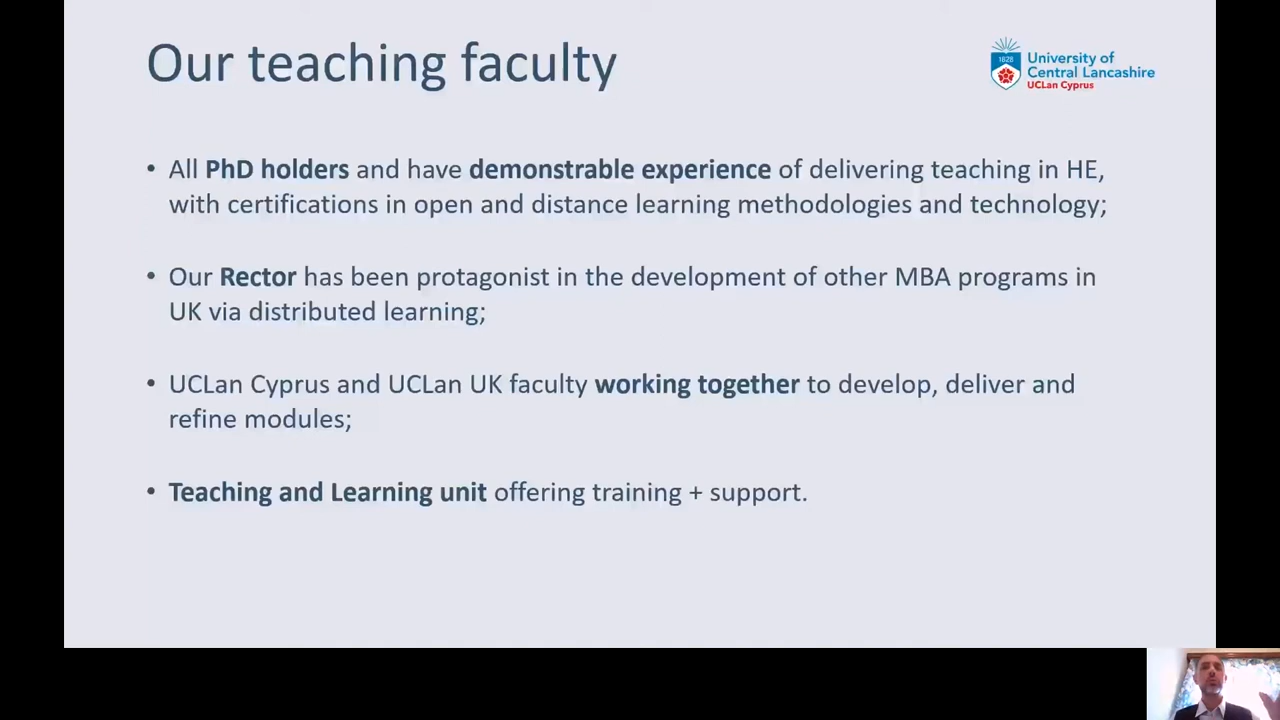 Our teaching faculty
1828
University of
Central Lancashire
UCLan Cyprus
• All PhD holders and have demonstrable experience of delivering teaching in HE,
with certifications in open and distance learning methodologies and technology;
• Our Rector has been protagonist in the development of other MBA programs in
UK via distributed learning;
• UCLan Cyprus and UCLan UK faculty working together to develop, deliver and
refine modules;
• Teaching and Learning unit offering training + support.